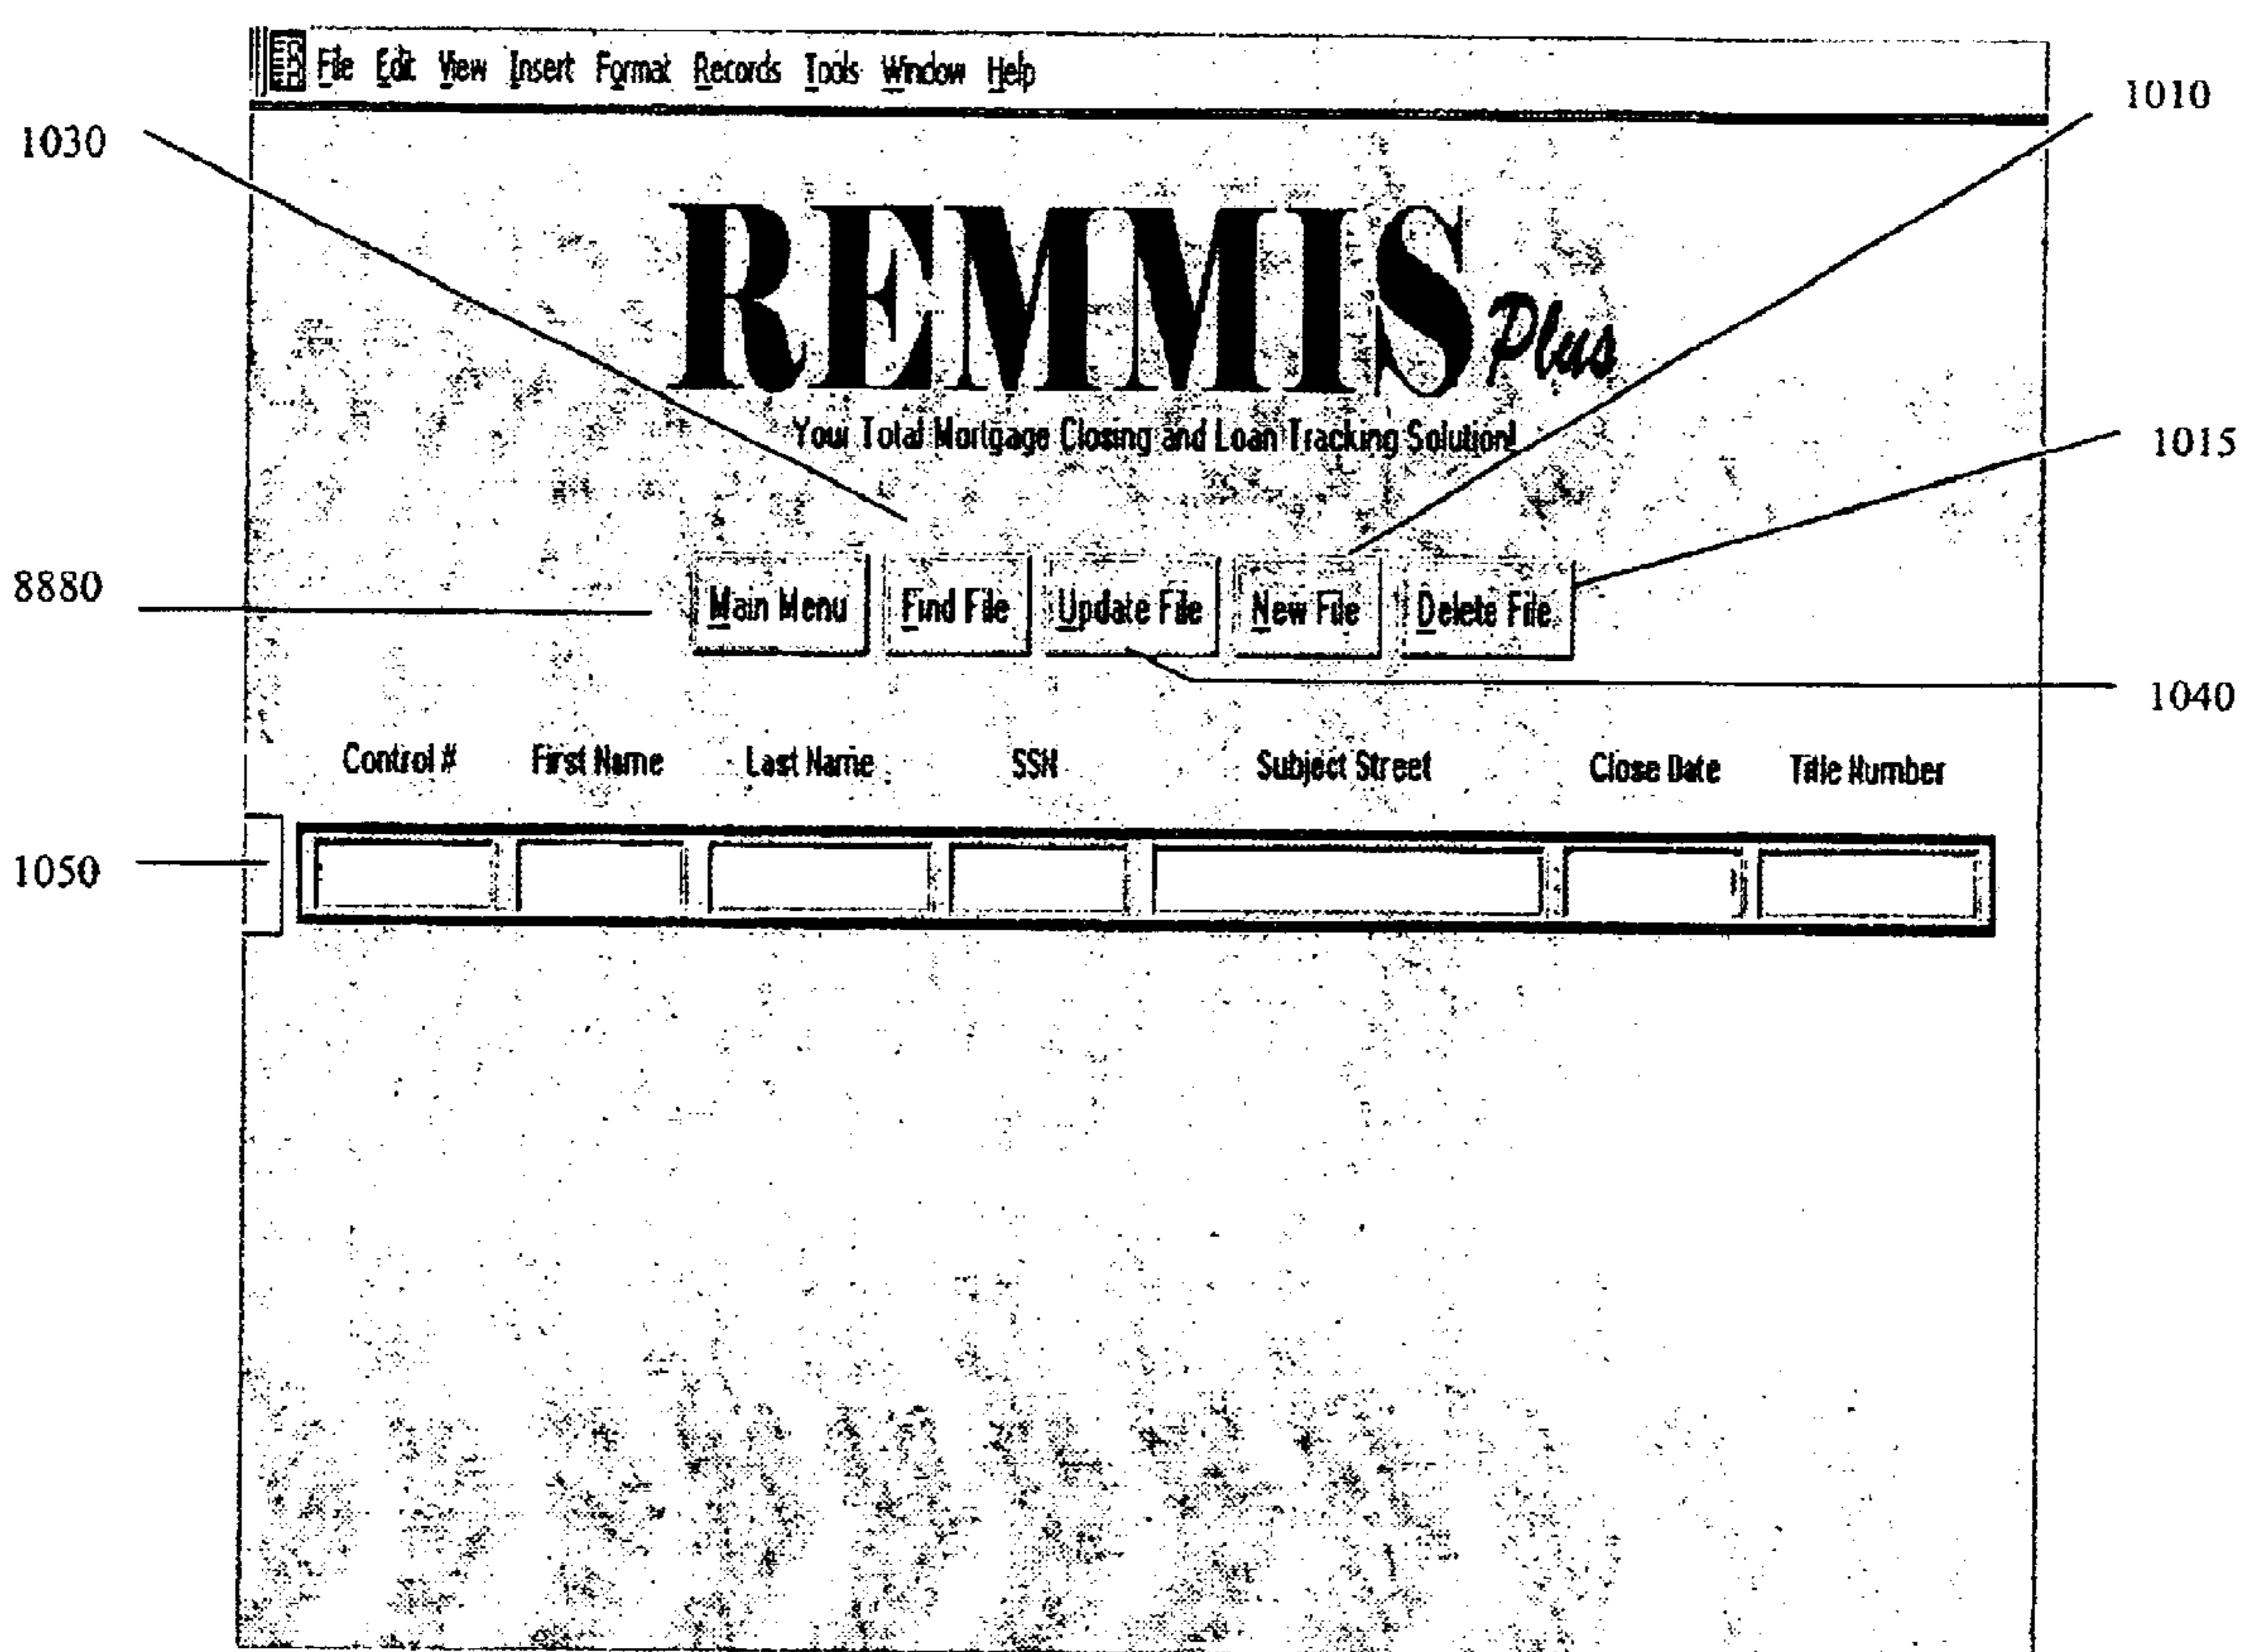 File Edit View Insert Format Records Tools Window Help
1010
1030
REMMIS Plus
Your Total Mortgage Closing and Loan Tracking Solution!
1015
8880
Main Menu Find File Update File New File Delete File
1040
Control # First Name Last Name SSN Subject Street Close Date Title Number
1050